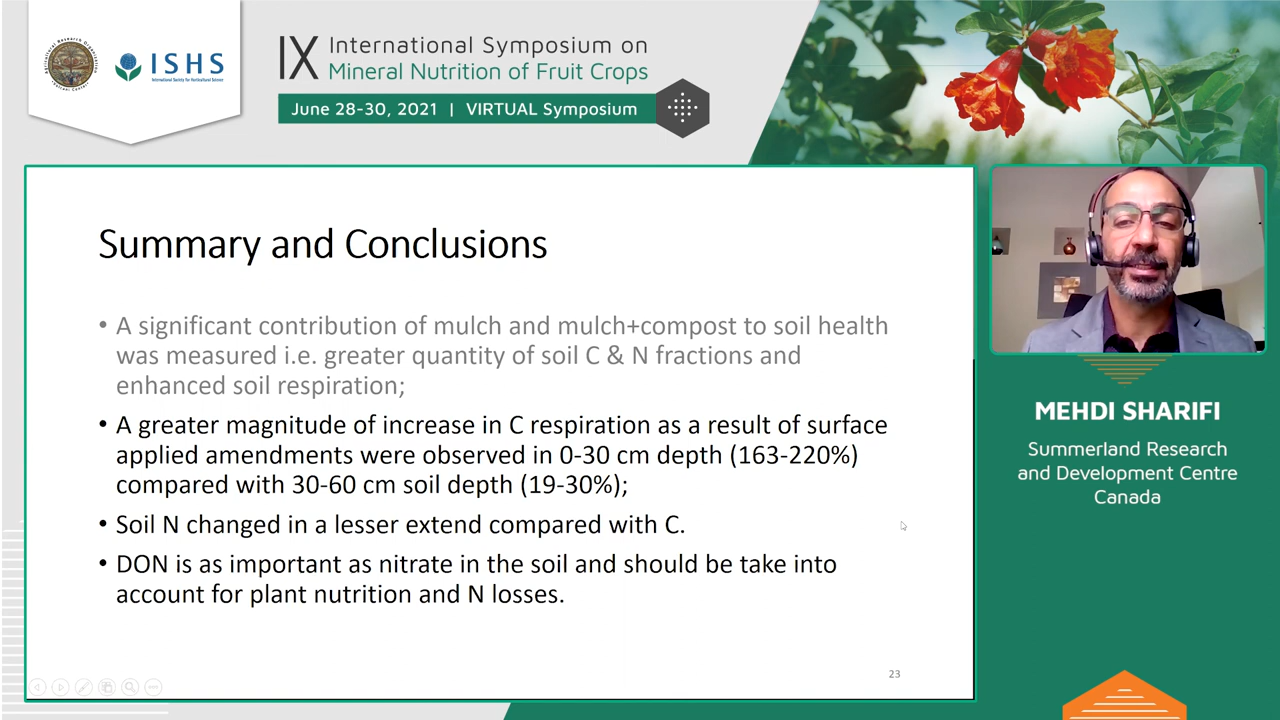 ISHS
International Society for Horticultural Science
IX International Symposium on
Mineral Nutrition of Fruit Crops
June 28-30, 2021 | VIRTUAL Symposium
Summary and Conclusions
• A significant contribution of mulch and mulch+compost to soil health
was measured i.e. greater quantity of soil C & N fractions and
enhanced soil respiration;
• A greater magnitude of increase in C respiration as a result of surface
applied amendments were observed in 0-30 cm depth (163-220%)
compared with 30-60 cm soil depth (19-30%);
• Soil N changed in a lesser extend compared with C.
• DON is as important as nitrate in the soil and should be take into
account for plant nutrition and N losses.
23
MEHDI SHARIFI
Summerland Research
and Development Centre
Canada